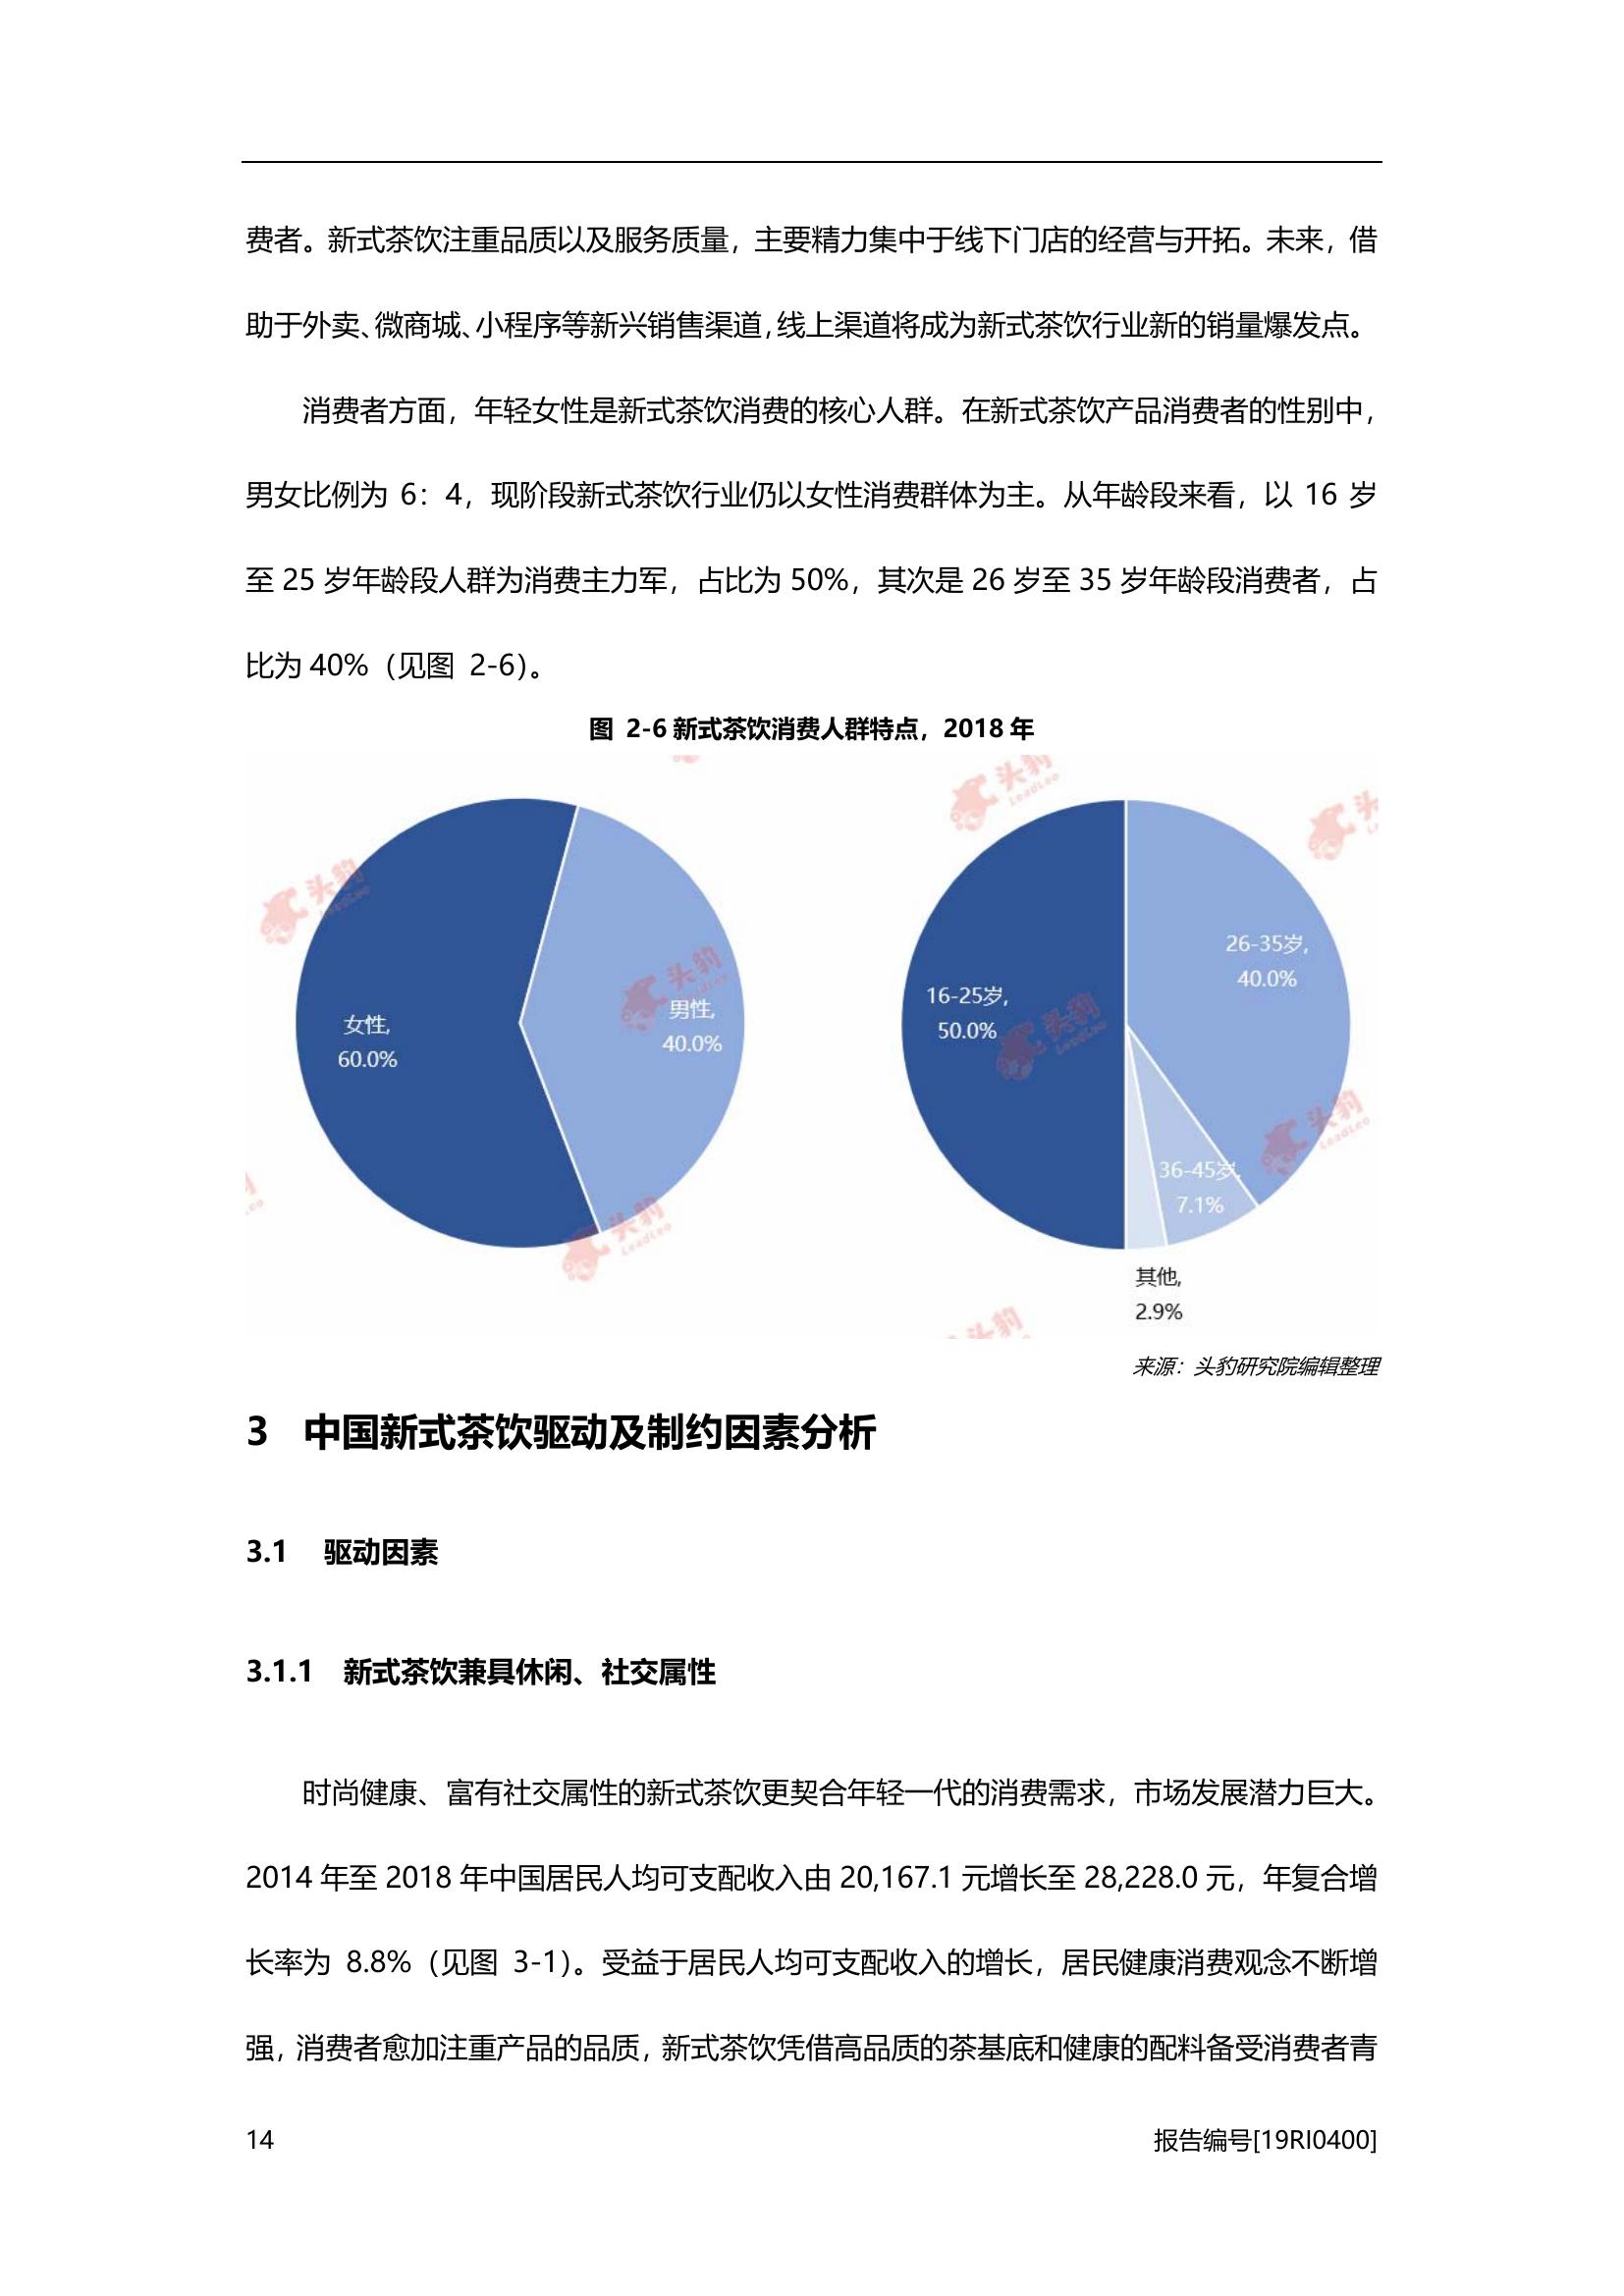 费者。新式茶饮注重品质以及服务质量，主要精力集中于线下门店的经营与开拓。未来，借
助于外卖、微商城、小程序等新兴销售渠道，线上渠道将成为新式茶饮行业新的销量爆发点。
消费者方面，年轻女性是新式茶饮消费的核心人群。在新式茶饮产品消费者的性别中，
男女比例为 6：4，现阶段新式茶饮行业仍以女性消费群体为主。从年龄段来看，以 16 岁
至 25 岁年龄段人群为消费主力军，占比为 50%，其次是 26 岁至 35 岁年龄段消费者，占
比为 40%（见图 2-6）。
图 2-6 新式茶饮消费人群特点，2018 年
女性,
60.0%
男性,
40.0%
16-25岁,
50.0%
26-35岁,
40.0%
36-45岁,
7.1%
其他,
2.9%
头豹
LeadLeo
来源：头豹研究院编辑整理
3 中国新式茶饮驱动及制约因素分析
3.1 驱动因素
3.1.1 新式茶饮兼具休闲、社交属性
时尚健康、富有社交属性的新式茶饮更契合年轻一代的消费需求，市场发展潜力巨大。
2014 年至 2018 年中国居民人均可支配收入由 20,167.1 元增长至 28,228.0 元，年复合增
长率为 8.8%（见图 3-1）。受益于居民人均可支配收入的增长，居民健康消费观念不断增
强，消费者愈加注重产品的品质，新式茶饮凭借高品质的茶基底和健康的配料备受消费者青
14
报告编号[19RI0400]